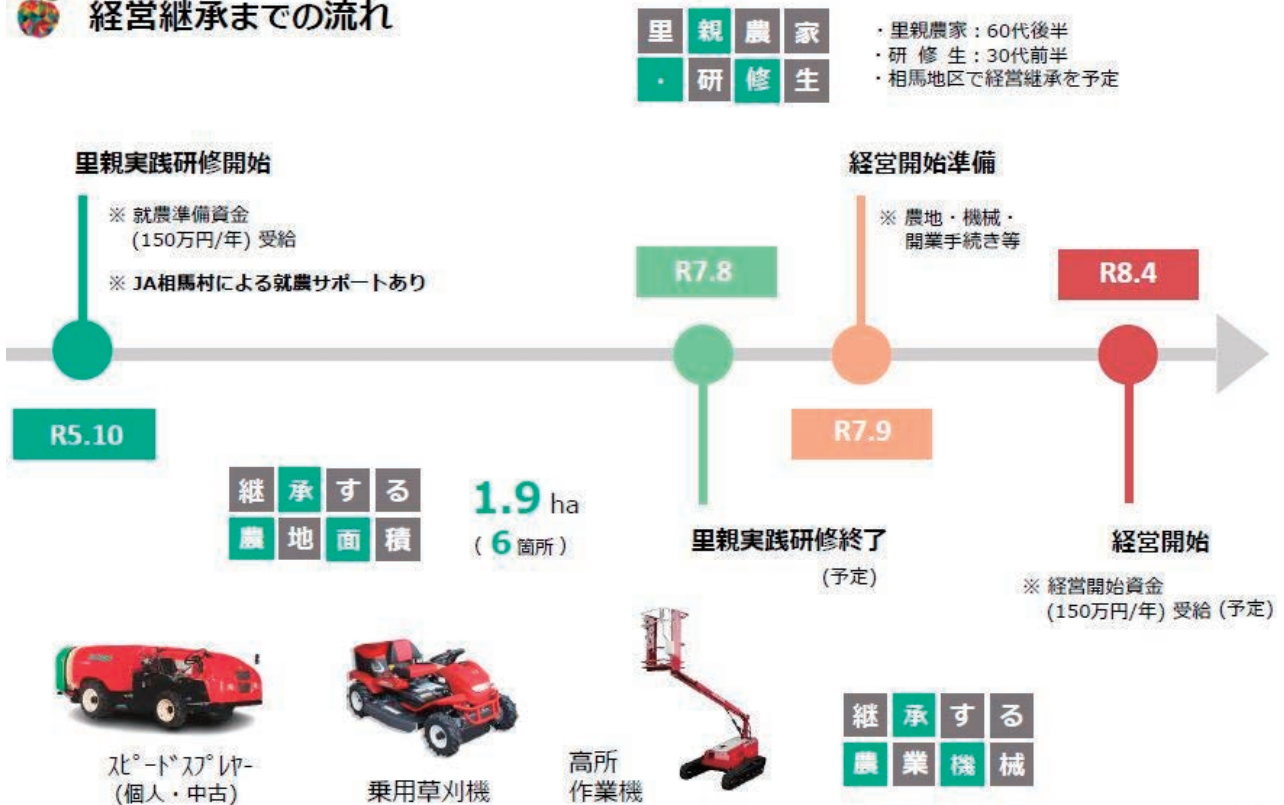 経営継承までの流れ
里親農家
・研修生
・里親農家：60代後半
・研 修 生：30代前半
・相馬地区で経営継承を予定
里親実践研修開始
※ 就農準備資金
(150万円/年) 受給
※ JA相馬村による就農サポートあり
R5.10
R7.8
里親実践研修終了
(予定)
経営開始準備
※ 農地・機械・
開業手続き等
R7.9
R8.4
経営開始
※ 経営開始資金
(150万円/年) 受給 (予定)
継承する
農地面積
1.9 ha
( 6 箇所 )
ｽﾋﾟｰﾄﾞｽﾌﾟﾚﾔｰ
(個人・中古)
乗用草刈機
高所
作業機
継承する
農業機械